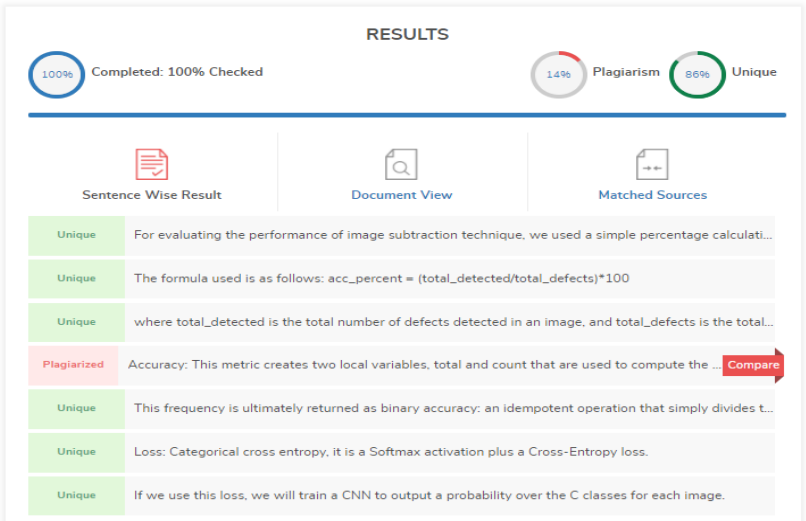 RESULTS
100% Completed: 100% Checked 14% Plagiarism 86% Unique
Sentence Wise Result Document View Matched Sources
Unique For evaluating the performance of image subtraction technique, we used a simple percentage calculati...
Unique The formula used is as follows: acc_percent = (total_detected/total_defects)*100
Unique where total_detected is the total number of defects detected in an image, and total_defects is the total...
Plagiarized Accuracy: This metric creates two local variables, total and count that are used to compute the ... Compare
Unique This frequency is ultimately returned as binary accuracy: an idempotent operation that simply divides t...
Unique Loss: Categorical cross entropy, it is a Softmax activation plus a Cross-Entropy loss.
Unique If we use this loss, we will train a CNN to output a probability over the C classes for each image.